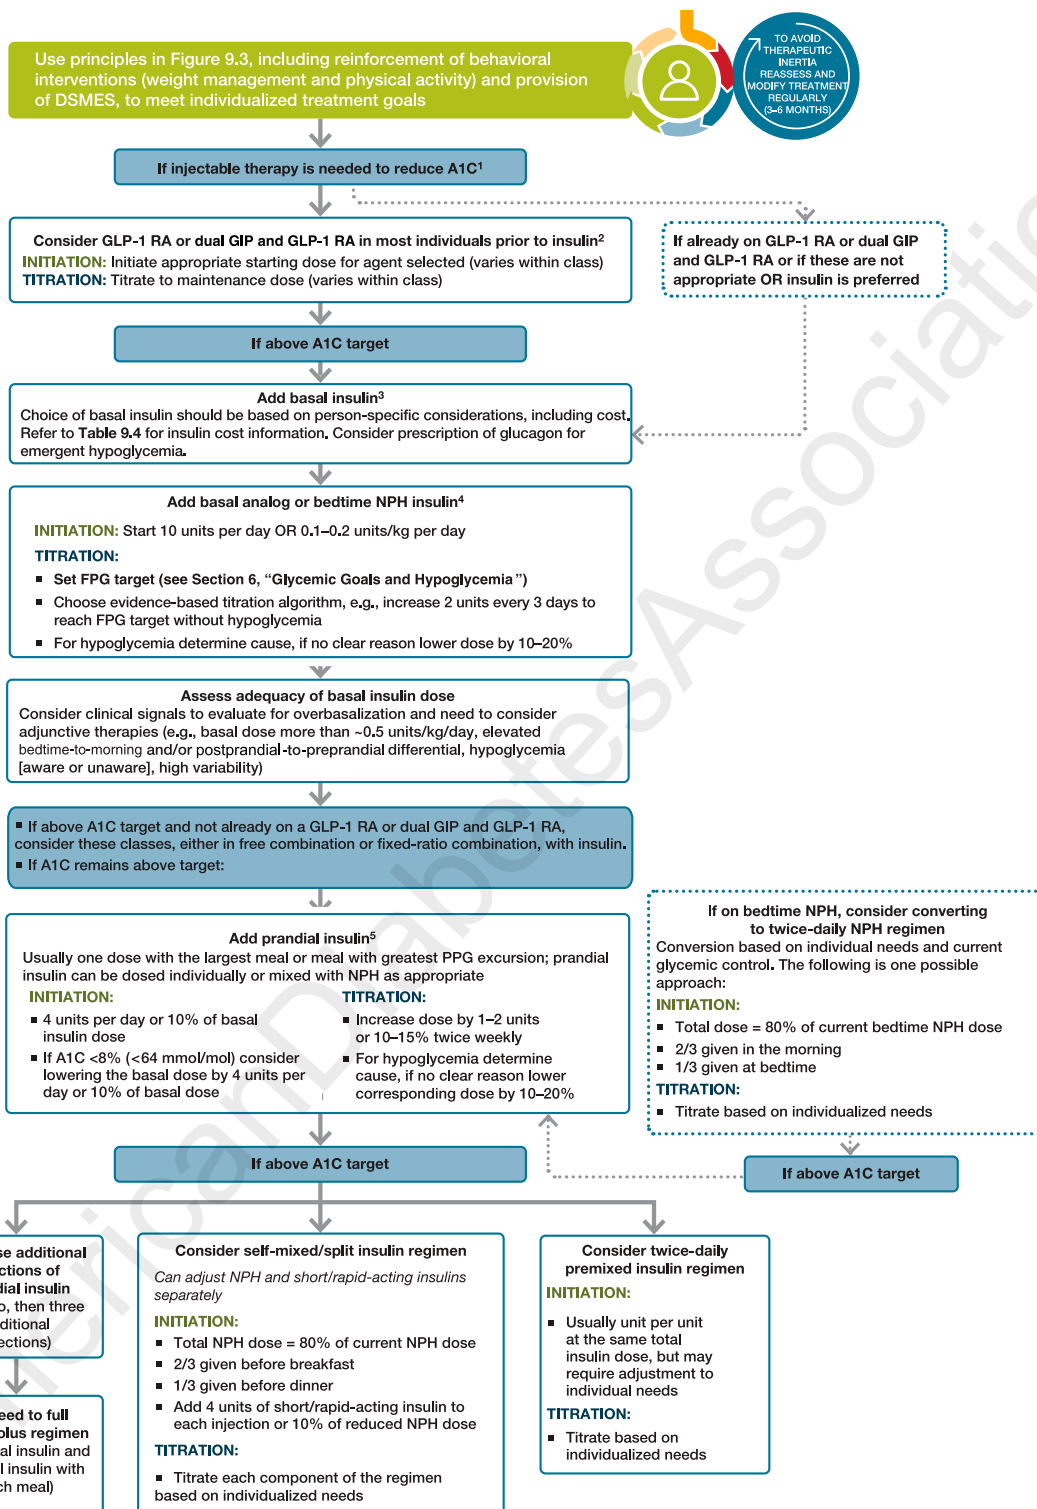 Use principles in Figure 9.3, including reinforcement of behavioral
interventions (weight management and physical activity) and provision
of DSMES, to meet individualized treatment goals
TO AVOID
THERAPEUTIC
INERTIA
REASSESS AND
MODIFY TREATMENT
REGULARLY
(3–6 MONTHS)
If injectable therapy is needed to reduce A1C¹
Consider GLP-1 RA or dual GIP and GLP-1 RA in most individuals prior to insulin²
INITIATION: Initiate appropriate starting dose for agent selected (varies within class)
TITRATION: Titrate to maintenance dose (varies within class)
If already on GLP-1 RA or dual GIP
and GLP-1 RA or if these are not
appropriate OR insulin is preferred
If above A1C target
Add basal insulin³
Choice of basal insulin should be based on person-specific considerations, including cost.
Refer to Table 9.4 for insulin cost information. Consider prescription of glucagon for
emergent hypoglycemia.
Add basal analog or bedtime NPH insulin⁴
INITIATION: Start 10 units per day OR 0.1–0.2 units/kg per day
TITRATION:
▪ Set FPG target (see Section 6, “Glycemic Goals and Hypoglycemia”)
▪ Choose evidence-based titration algorithm, e.g., increase 2 units every 3 days to
reach FPG target without hypoglycemia
▪ For hypoglycemia determine cause, if no clear reason lower dose by 10–20%
Assess adequacy of basal insulin dose
Consider clinical signals to evaluate for overbasalization and need to consider
adjunctive therapies (e.g., basal dose more than ~0.5 units/kg/day, elevated
bedtime-to-morning and/or postprandial-to-preprandial differential, hypoglycemia
[aware or unaware], high variability)
▪ If above A1C target and not already on a GLP-1 RA or dual GIP and GLP-1 RA,
consider these classes, either in free combination or fixed-ratio combination, with insulin.
▪ If A1C remains above target:
Add prandial insulin⁵
Usually one dose with the largest meal or meal with greatest PPG excursion; prandial
insulin can be dosed individually or mixed with NPH as appropriate
INITIATION:
▪ 4 units per day or 10% of basal
insulin dose
▪ If A1C <8% (<64 mmol/mol) consider
lowering the basal dose by 4 units per
day or 10% of basal dose
TITRATION:
▪ Increase dose by 1–2 units
or 10–15% twice weekly
▪ For hypoglycemia determine
cause, if no clear reason lower
corresponding dose by 10–20%
If on bedtime NPH, consider converting
to twice-daily NPH regimen
Conversion based on individual needs and current
glycemic control. The following is one possible
approach:
INITIATION:
▪ Total dose = 80% of current bedtime NPH dose
▪ 2/3 given in the morning
▪ 1/3 given at bedtime
TITRATION:
▪ Titrate based on individualized needs
If above A1C target
If above A1C target
se additional
ctions of
dial insulin
o, then three
ditional
ections)
eed to full
olus regimen
al insulin and
l insulin with
ch meal)
Consider self-mixed/split insulin regimen
Can adjust NPH and short/rapid-acting insulins
separately
INITIATION:
▪ Total NPH dose = 80% of current NPH dose
▪ 2/3 given before breakfast
▪ 1/3 given before dinner
▪ Add 4 units of short/rapid-acting insulin to
each injection or 10% of reduced NPH dose
TITRATION:
▪ Titrate each component of the regimen
based on individualized needs
Consider twice-daily
premixed insulin regimen
INITIATION:
▪ Usually unit per unit
at the same total
insulin dose, but may
require adjustment to
individual needs
TITRATION:
▪ Titrate based on
individualized needs
merican Diabetes Associatio